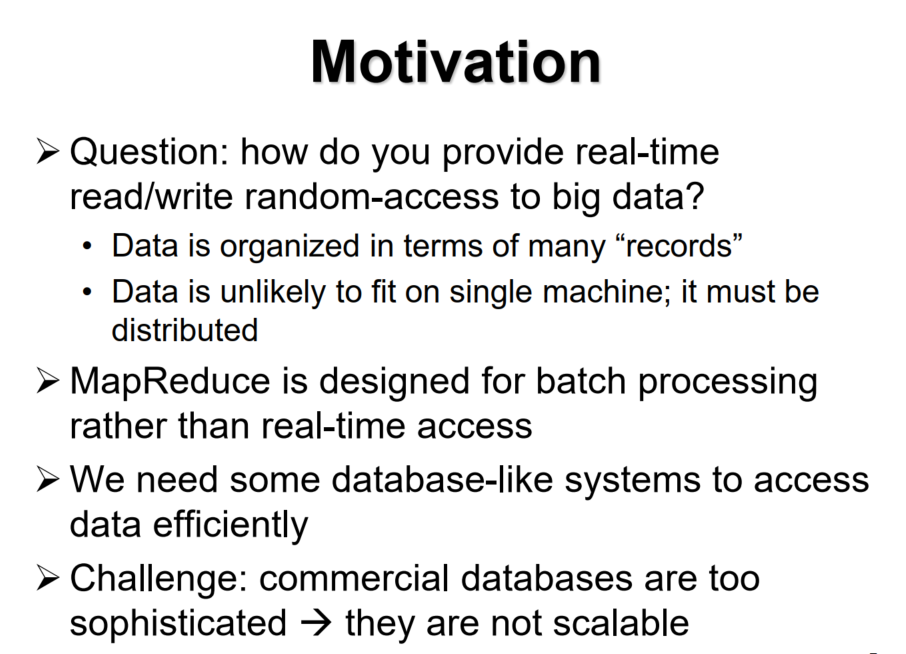 Motivation
➢ Question: how do you provide real-time
read/write random-access to big data?
• Data is organized in terms of many “records”
• Data is unlikely to fit on single machine; it must be
distributed
➢ MapReduce is designed for batch processing
rather than real-time access
➢ We need some database-like systems to access
data efficiently
➢ Challenge: commercial databases are too
sophisticated → they are not scalable